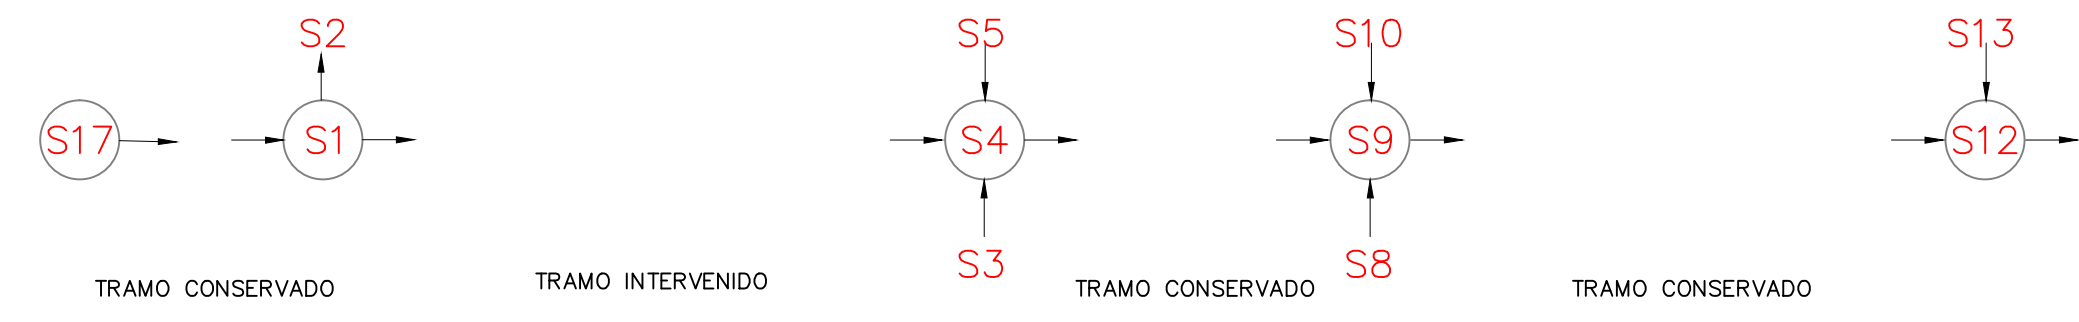 S2
S5
S10
S13
S17
S1
S4
S9
S12
S3
S8
TRAMO CONSERVADO
TRAMO INTERVENIDO
TRAMO CONSERVADO
TRAMO CONSERVADO